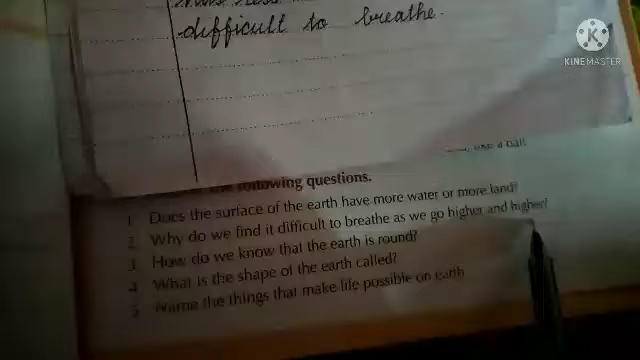 difficult to breathe.
KINEMASTER
a ball
following questions.
1. Does the surface of the earth have more water or more land?
2. Why do we find it difficult to breathe as we go higher and higher?
3. How do we know that the earth is round?
4. What is the shape of the earth called?
5. Name the things that make life possible on earth